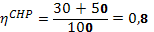 η^CHP = (30 + 50)/100 = 0,8